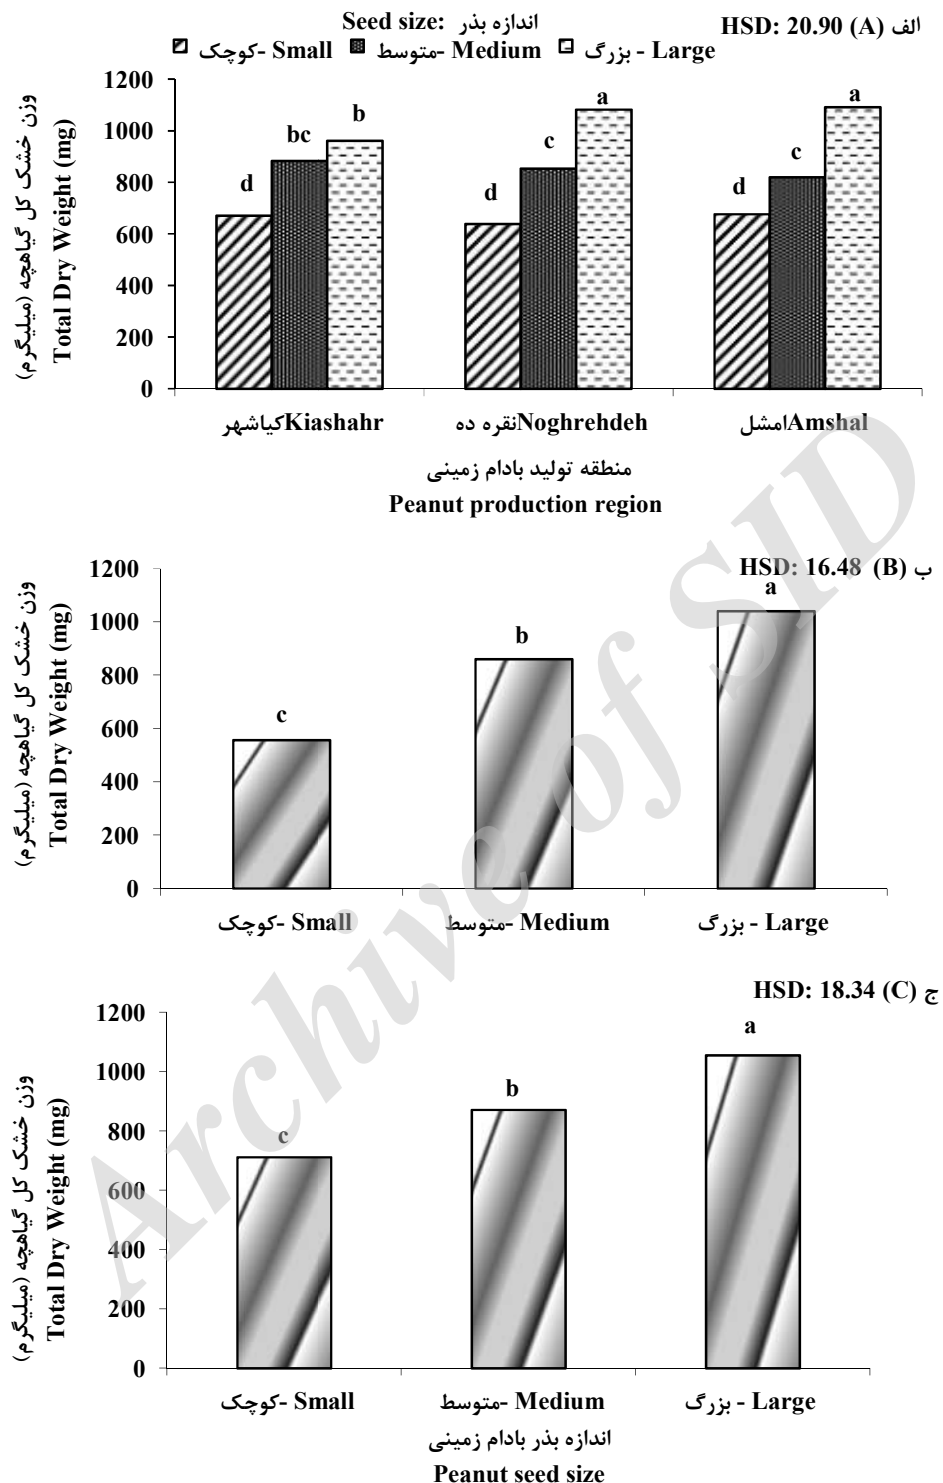 Seed size: اندازه بذر
HSD: 20.90 (A) الف
کوچک- Small متوسط- Medium بزرگ - Large
وزن خشک کل گیاهچه (میلیگرم)
Total Dry Weight (mg)
1200
1000
800
600
400
200
0
d bc b
d c a
d c a
کیاشهرKiashahr نقره دهNoghrehdeh امشلAmshal
منطقه تولید بادام زمینی
Peanut production region
HSD: 16.48 (B) ب
وزن خشک کل گیاهچه (میلیگرم)
Total Dry Weight (mg)
1200
1000
800
600
400
200
0
c b a
کوچک- Small متوسط- Medium بزرگ - Large
HSD: 18.34 (C) ج
وزن خشک کل گیاهچه (میلیگرم)
Total Dry Weight (mg)
1200
1000
800
600
400
200
0
c b a
کوچک- Small متوسط- Medium بزرگ - Large
اندازه بذر بادام زمینی
Peanut seed size
Archive of SID